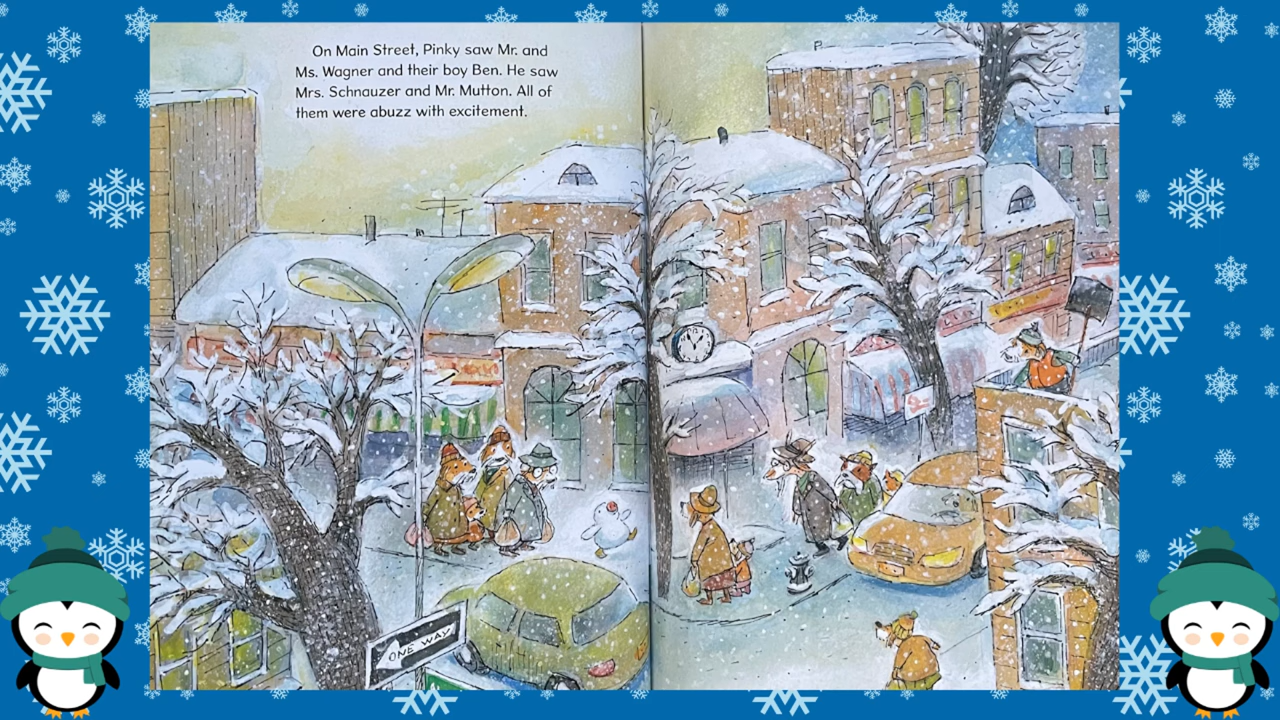 On Main Street, Pinky saw Mr. and
Ms. Wagner and their boy Ben. He saw
Mrs. Schnauzer and Mr. Mutton. All of
them were abuzz with excitement.
ONE WAY